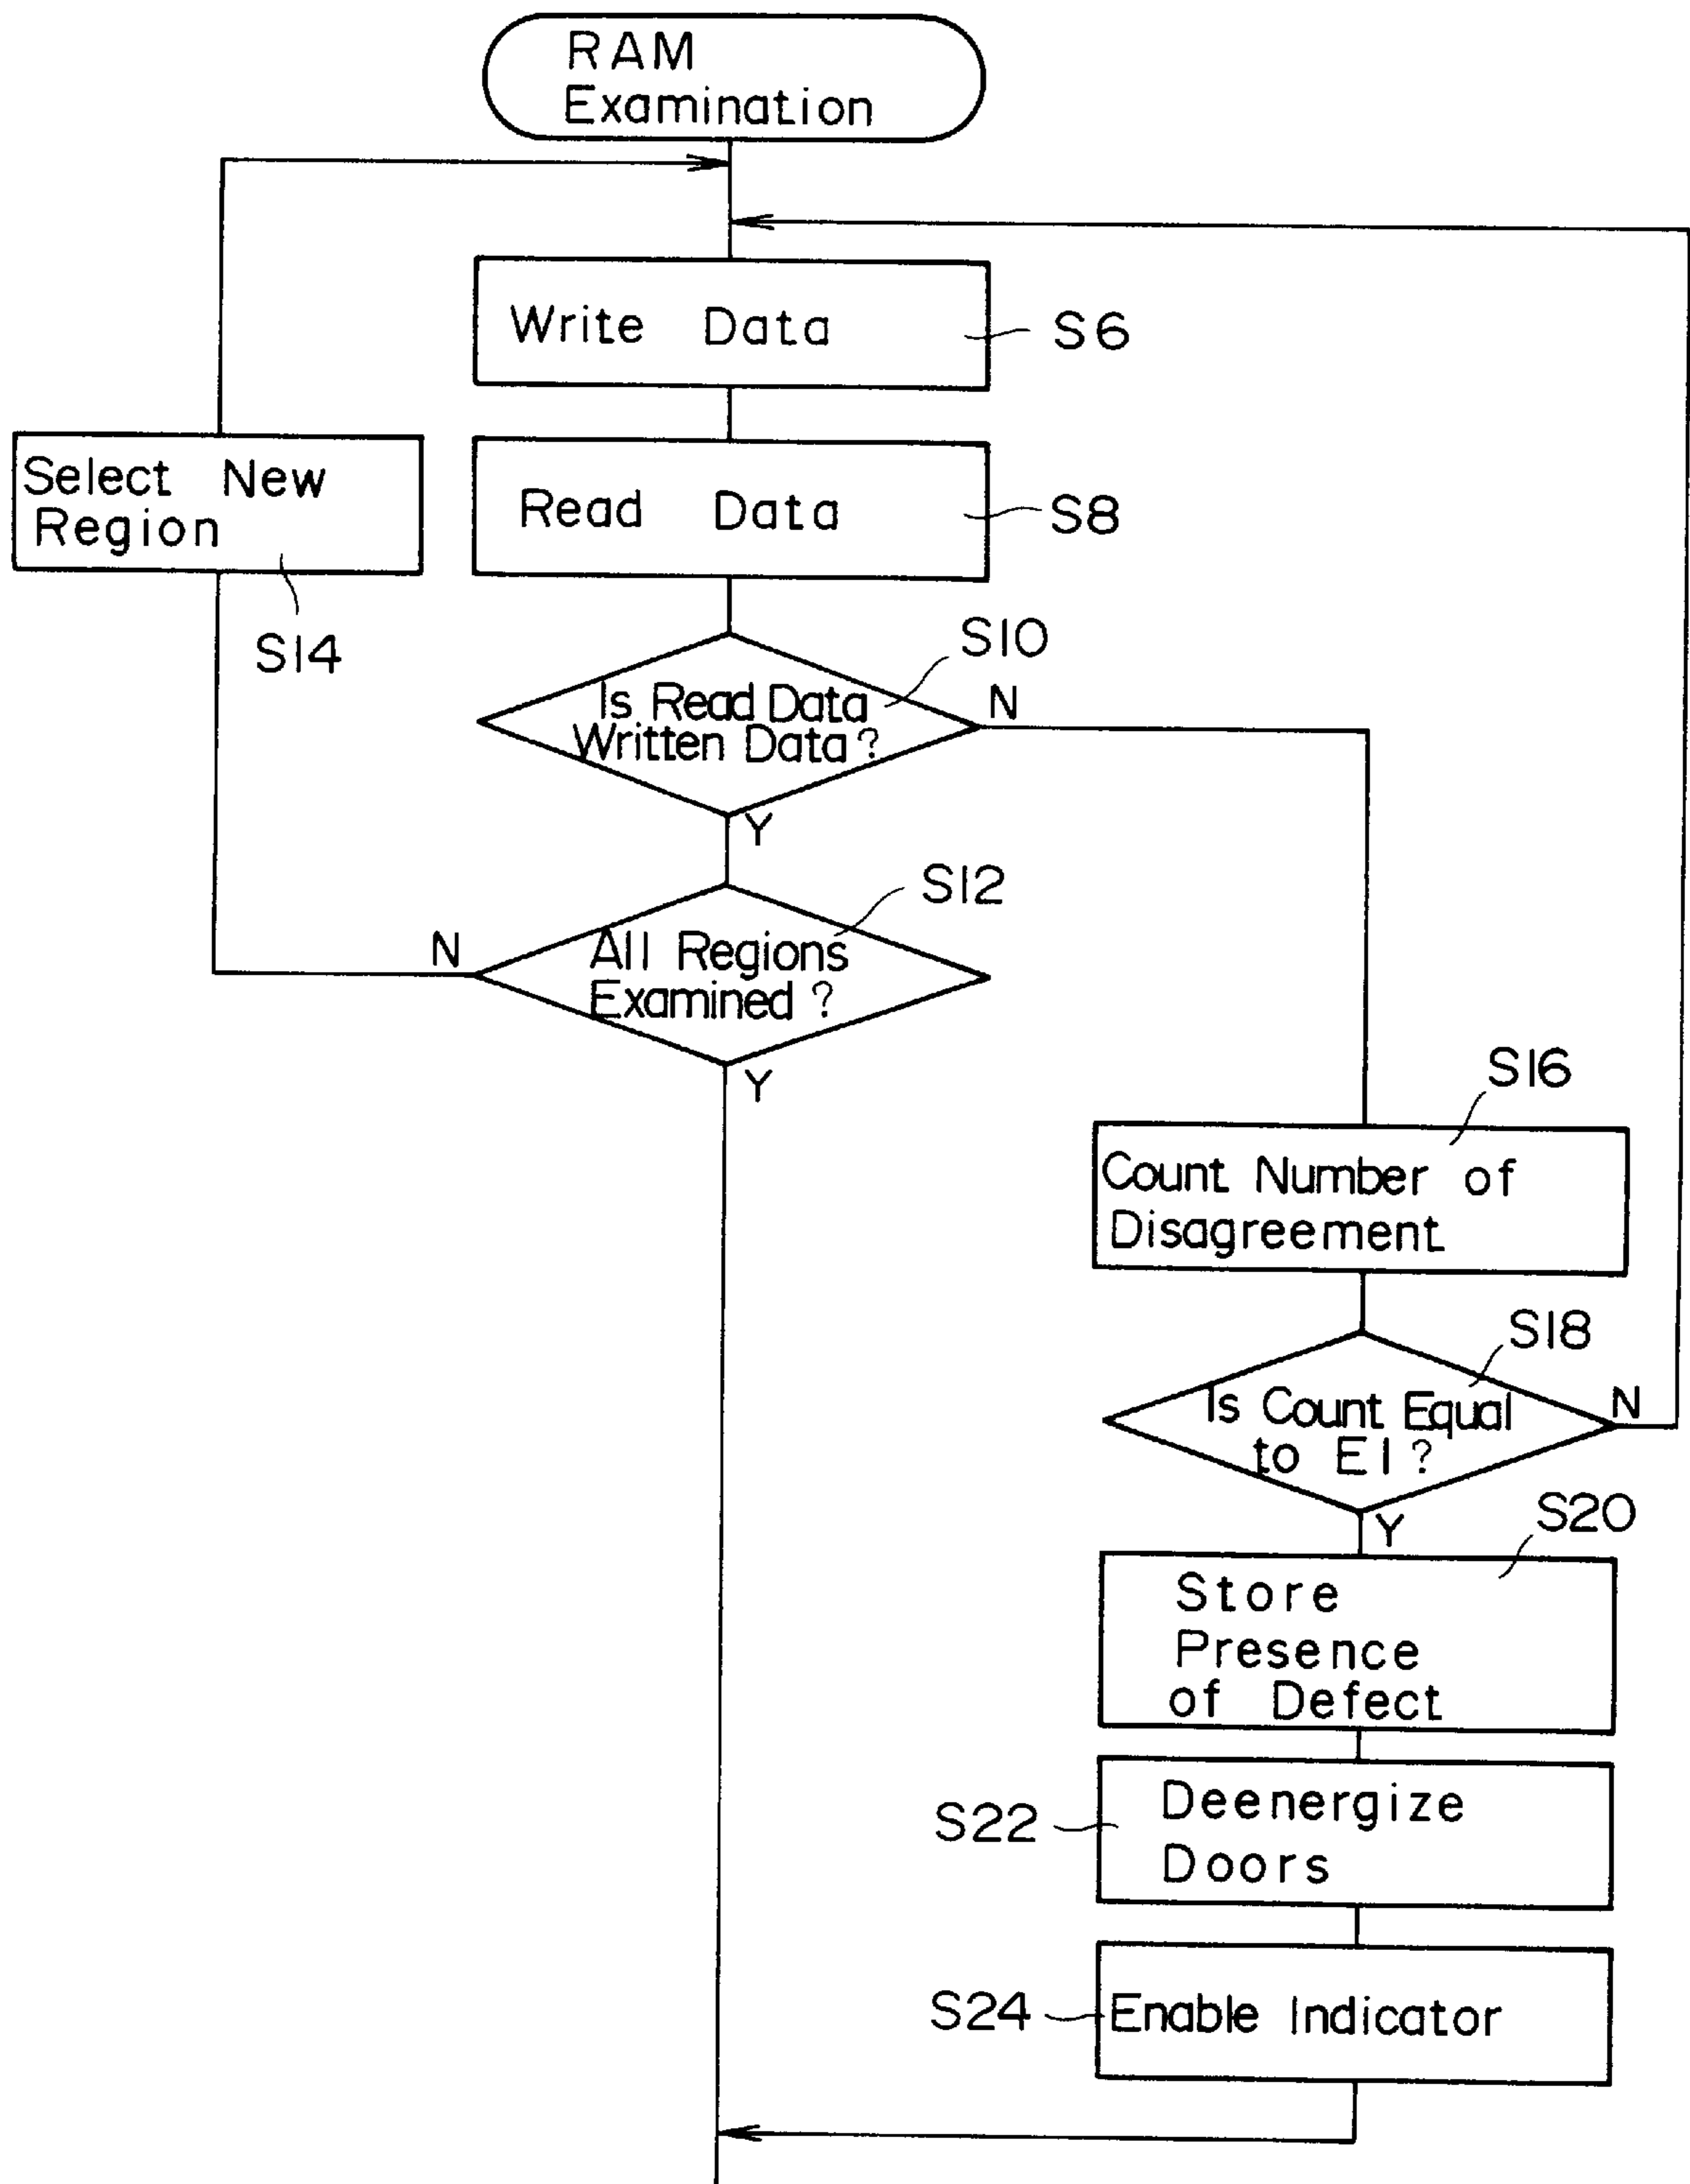 RAM
Examination
Write Data
S6
Select New
Region
S14
Read Data
S8
S10
Is Read Data
Written Data?
N
Y
S12
All Regions
Examined?
N
Y
S16
Count Number of
Disagreement
S18
Is Count Equal
to E1?
N
Y
S20
Store
Presence
of Defect
S22
Deenergize
Doors
S24
Enable Indicator